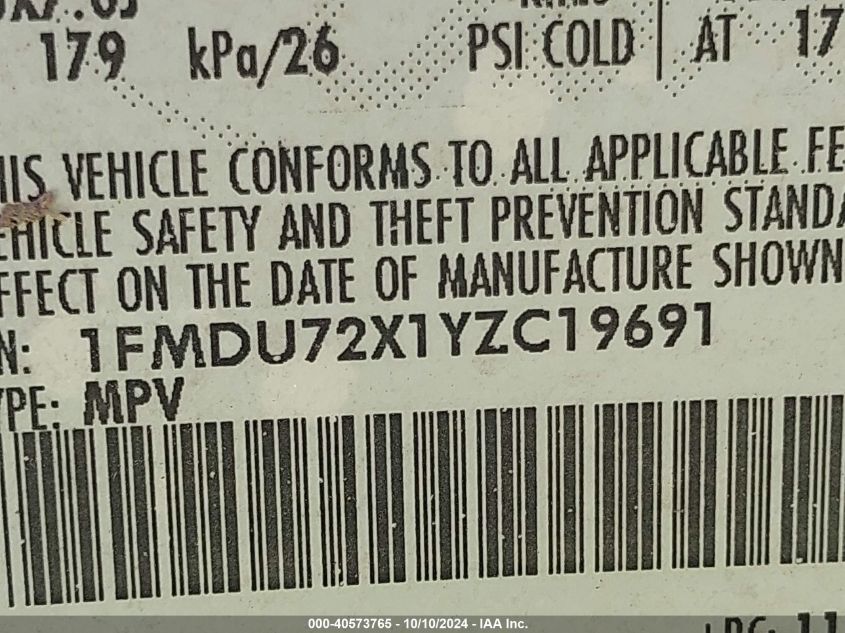 179 kPa/26 PSI COLD AT 17
VEHICLE CONFORMS TO ALL APPLICABLE FE
EHICLE SAFETY AND THEFT PREVENTION STANDA
FFECT ON THE DATE OF MANUFACTURE SHOWN
N: 1FMDU72X1YZC19691
YPE: MPV
000-40573765 - 10/10/2024 - IAA Inc.
11